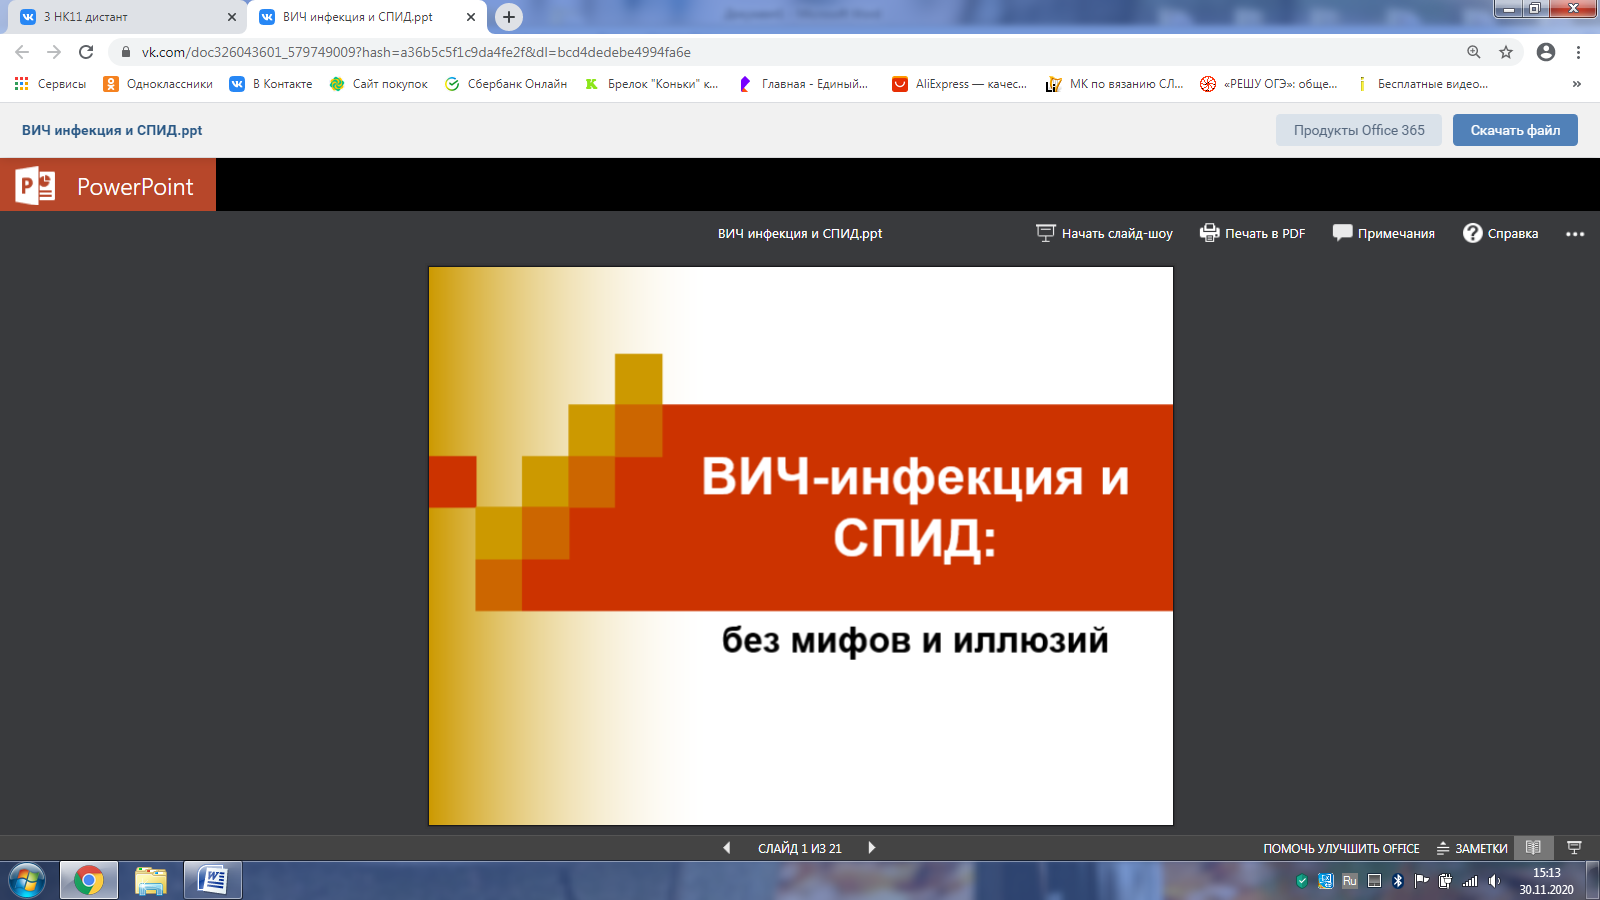 3 НК11 дистант
ВИЧ инфекция и СПИД.ppt
vk.com/doc326043601_579749009?hash=a36b5c5f1c9da4fe2f&dl=bcd4dedebe4994fa6e
Сервисы Одноклассники В Контакте Сайт покупок Сбербанк Онлайн Брелок "Коньки" к... Главная - Единый... AliExpress — качес... МК по вязанию СЛ... «РЕШУ ОГЭ»: обще... Бесплатные видео... »
ВИЧ инфекция и СПИД.ppt
Продукты Office 365
Скачать файл
PowerPoint
ВИЧ инфекция и СПИД.ppt
Начать слайд-шоу Печать в PDF Примечания Справка
ВИЧ-инфекция и
СПИД:
без мифов и иллюзий
СЛАЙД 1 ИЗ 21
ПОМОЧЬ УЛУЧШИТЬ OFFICE ЗАМЕТКИ
Ru
15:13
30.11.2020